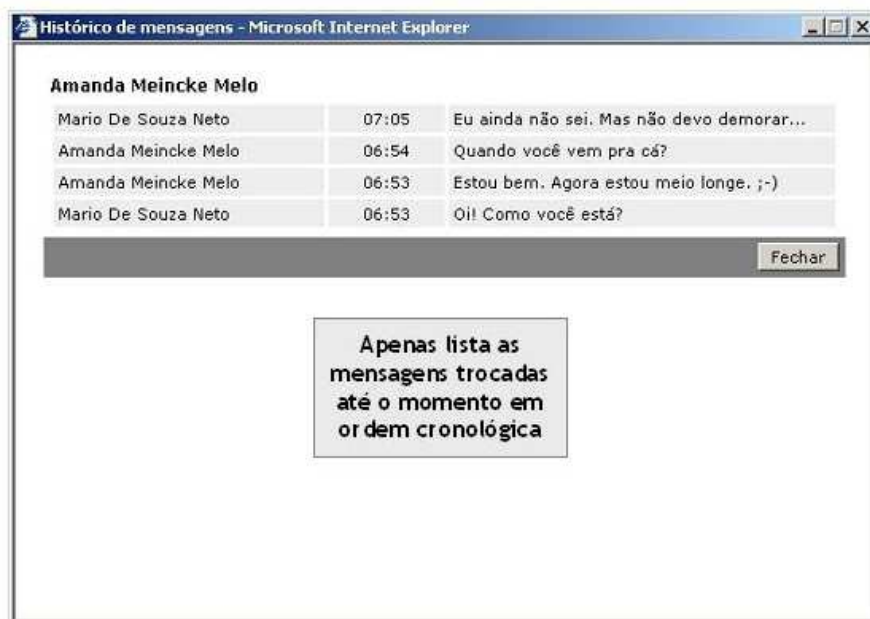 Histórico de mensagens - Microsoft Internet Explorer
Amanda Meincke Melo
Mario De Souza Neto 07:05 Eu ainda não sei. Mas não devo demorar...
Amanda Meincke Melo 06:54 Quando você vem pra cá?
Amanda Meincke Melo 06:53 Estou bem. Agora estou meio longe. ;-)
Mario De Souza Neto 06:53 Oi! Como você está?
Fechar
Apenas lista as
mensagens trocadas
até o momento em
ordem cronológica